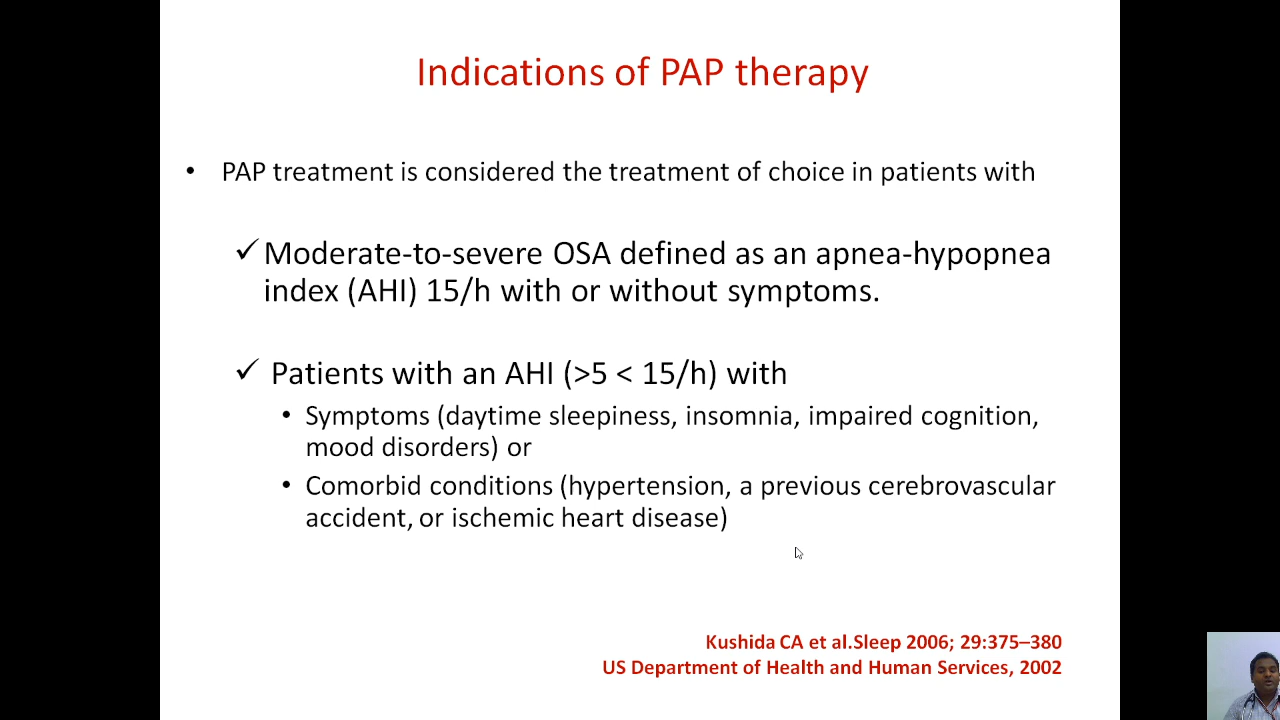 Indications of PAP therapy
• PAP treatment is considered the treatment of choice in patients with
✓ Moderate-to-severe OSA defined as an apnea-hypopnea
index (AHI) 15/h with or without symptoms.
✓ Patients with an AHI (>5 < 15/h) with
• Symptoms (daytime sleepiness, insomnia, impaired cognition,
mood disorders) or
• Comorbid conditions (hypertension, a previous cerebrovascular
accident, or ischemic heart disease)
Kushida CA et al.Sleep 2006; 29:375–380
US Department of Health and Human Services, 2002